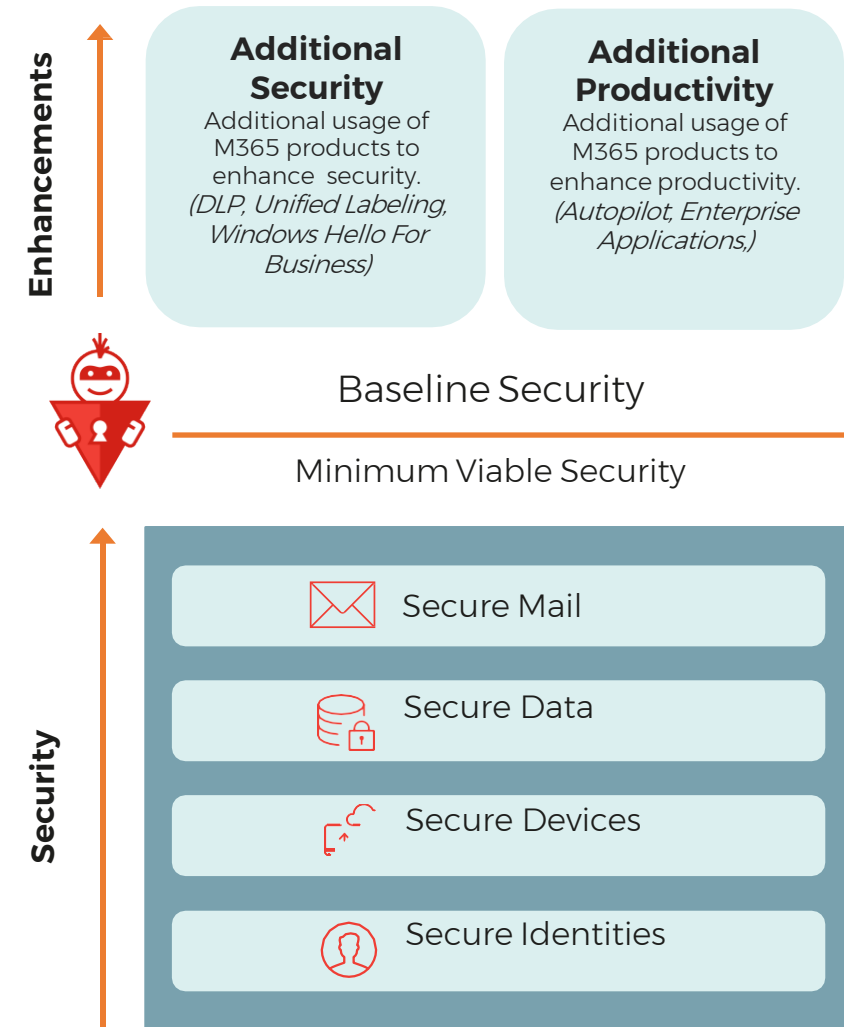 Enhancements
Additional
Security
Additional usage of
M365 products to
enhance security.
(DLP, Unified Labeling,
Windows Hello For
Business)
Additional
Productivity
Additional usage of
M365 products to
enhance productivity.
(Autopilot, Enterprise
Applications,)
Baseline Security
Minimum Viable Security
Security
Secure Mail
Secure Data
Secure Devices
Secure Identities